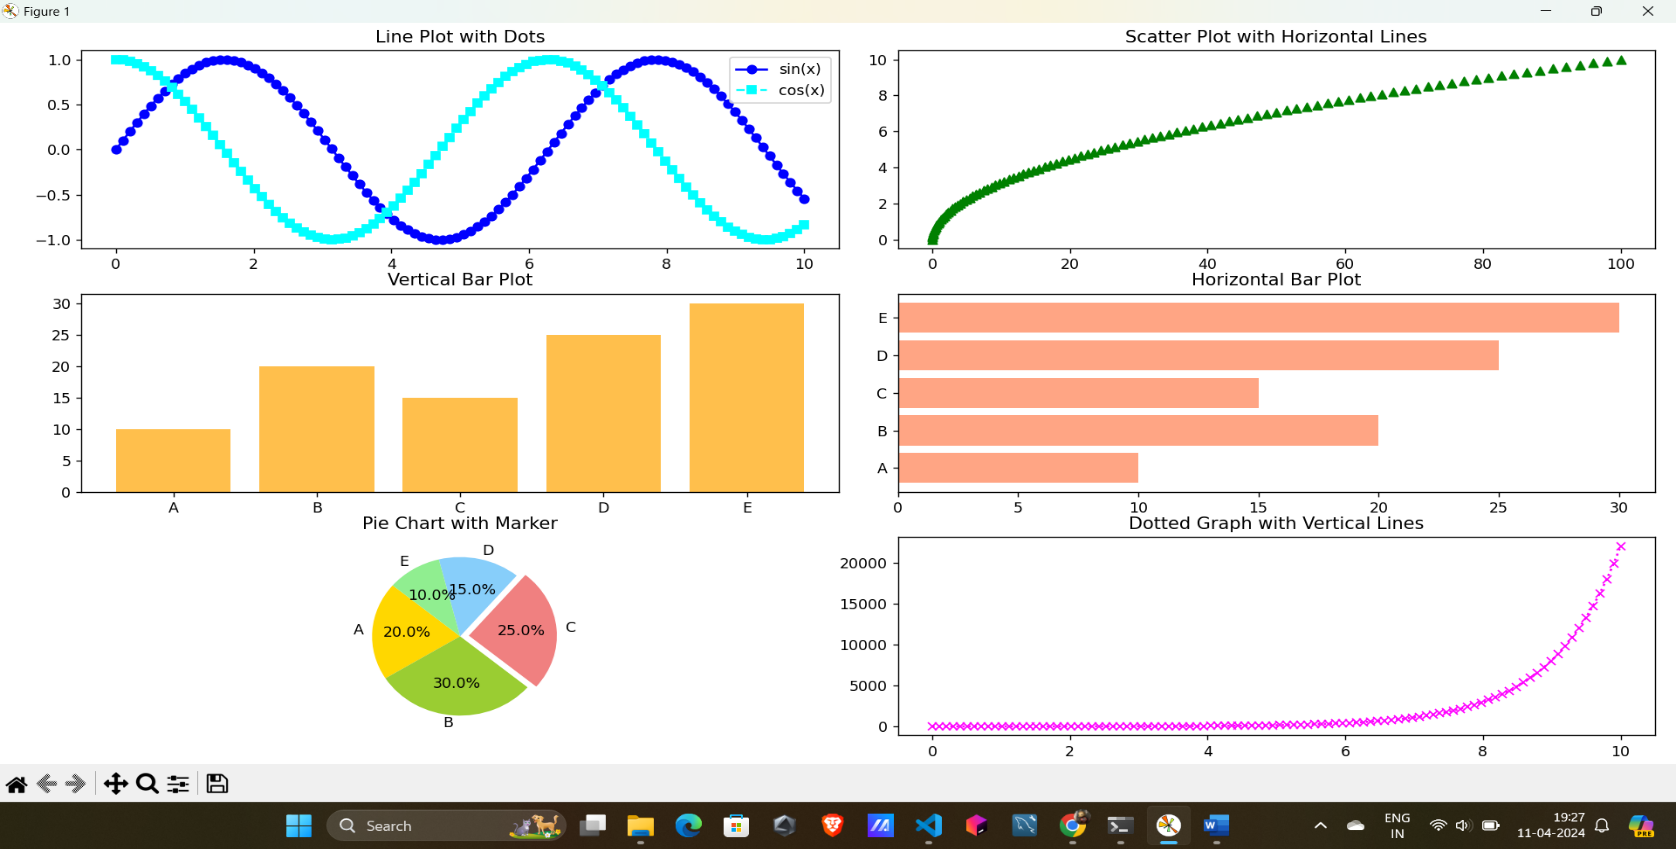 Figure 1
Line Plot with Dots
1.0
0.5
0.0
−0.5
−1.0
0 2 4 6 8 10
sin(x)
cos(x)
Scatter Plot with Horizontal Lines
10
8
6
4
2
0
0 20 40 60 80 100
Vertical Bar Plot
30
25
20
15
10
5
0
A B C D E
Horizontal Bar Plot
E
D
C
B
A
0 5 10 15 20 25 30
Pie Chart with Marker
D
E
15.0%
10.0%
A
20.0%
25.0%
C
30.0%
B
Dotted Graph with Vertical Lines
20000
15000
10000
5000
0
0 2 4 6 8 10
Search
ENG
IN
19:27
11-04-2024
PRE